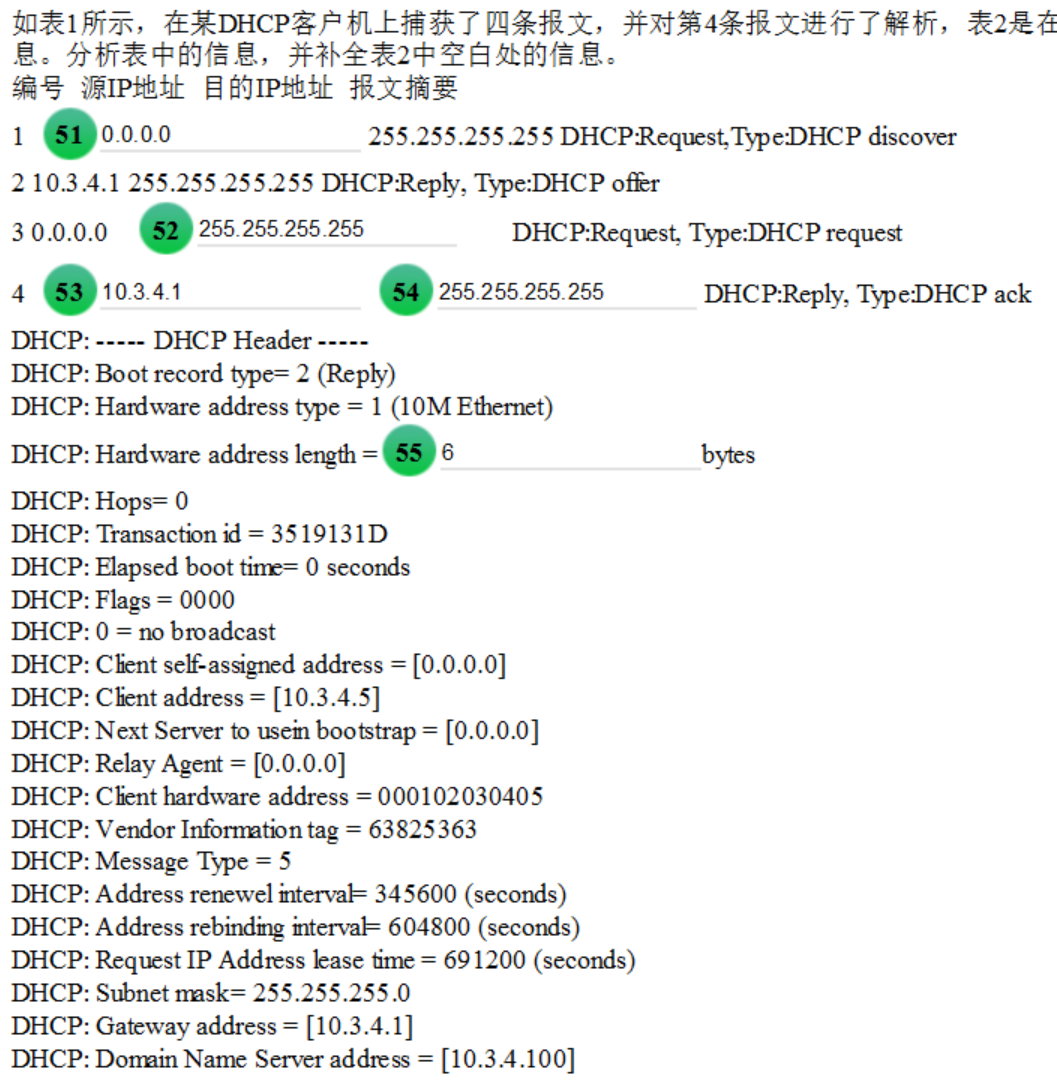 如表1所示，在某DHCP客户机上捕获了四条报文，并对第4条报文进行了解析，表2是在
息。分析表中的信息，并补全表2中空白处的信息。
编号 源IP地址 目的IP地址 报文摘要
1 51 0.0.0.0 255.255.255.255 DHCP:Request,Type:DHCP discover
2 10.3.4.1 255.255.255.255 DHCP:Reply, Type:DHCP offer
3 0.0.0.0 52 255.255.255.255 DHCP:Request, Type:DHCP request
4 53 10.3.4.1 54 255.255.255.255 DHCP:Reply, Type:DHCP ack
DHCP: ----- DHCP Header -----
DHCP: Boot record type= 2 (Reply)
DHCP: Hardware address type = 1 (10M Ethernet)
DHCP: Hardware address length = 55 6 bytes
DHCP: Hops= 0
DHCP: Transaction id = 3519131D
DHCP: Elapsed boot time= 0 seconds
DHCP: Flags = 0000
DHCP: 0 = no broadcast
DHCP: Client self-assigned address = [0.0.0.0]
DHCP: Client address = [10.3.4.5]
DHCP: Next Server to usein bootstrap = [0.0.0.0]
DHCP: Relay Agent = [0.0.0.0]
DHCP: Client hardware address = 000102030405
DHCP: Vendor Information tag = 63825363
DHCP: Message Type = 5
DHCP: Address renewel interval= 345600 (seconds)
DHCP: Address rebinding interval= 604800 (seconds)
DHCP: Request IP Address lease time = 691200 (seconds)
DHCP: Subnet mask= 255.255.255.0
DHCP: Gateway address = [10.3.4.1]
DHCP: Domain Name Server address = [10.3.4.100]